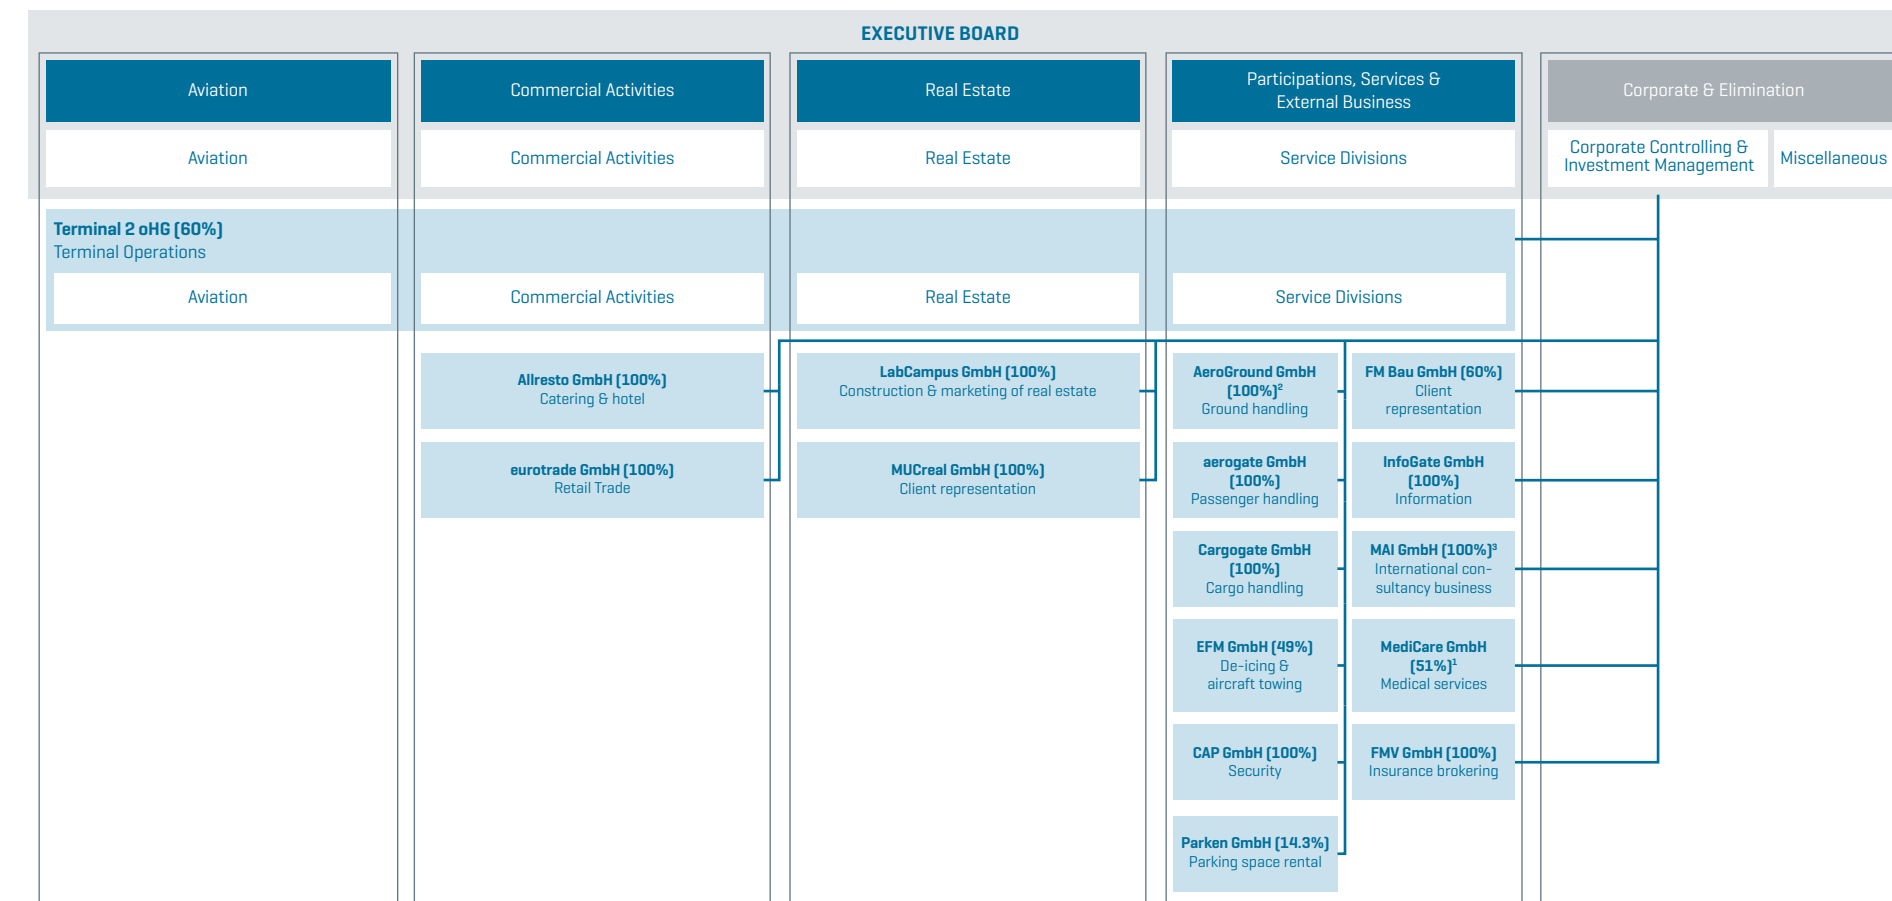 EXECUTIVE BOARD
Aviation
Commercial Activities
Real Estate
Participations, Services &
External Business
Corporate & Elimination
Aviation
Commercial Activities
Real Estate
Service Divisions
Corporate Controlling &
Investment Management
Miscellaneous
Terminal 2 oHG (60%)
Terminal Operations
Aviation
Commercial Activities
Real Estate
Service Divisions
Allresto GmbH (100%)
Catering & hotel
eurotrade GmbH (100%)
Retail Trade
LabCampus GmbH (100%)
Construction & marketing of real estate
MUCreal GmbH (100%)
Client representation
AeroGround GmbH
(100%)²
Ground handling
FM Bau GmbH (60%)
Client
representation
aerogate GmbH
(100%)
Passenger handling
InfoGate GmbH
(100%)
Information
Cargogate GmbH
(100%)
Cargo handling
MAI GmbH (100%)³
International con-
sultancy business
EFM GmbH (49%)
De-icing &
aircraft towing
MediCare GmbH
(51%)¹
Medical services
CAP GmbH (100%)
Security
FMV GmbH (100%)
Insurance brokering
Parken GmbH (14.3%)
Parking space rental